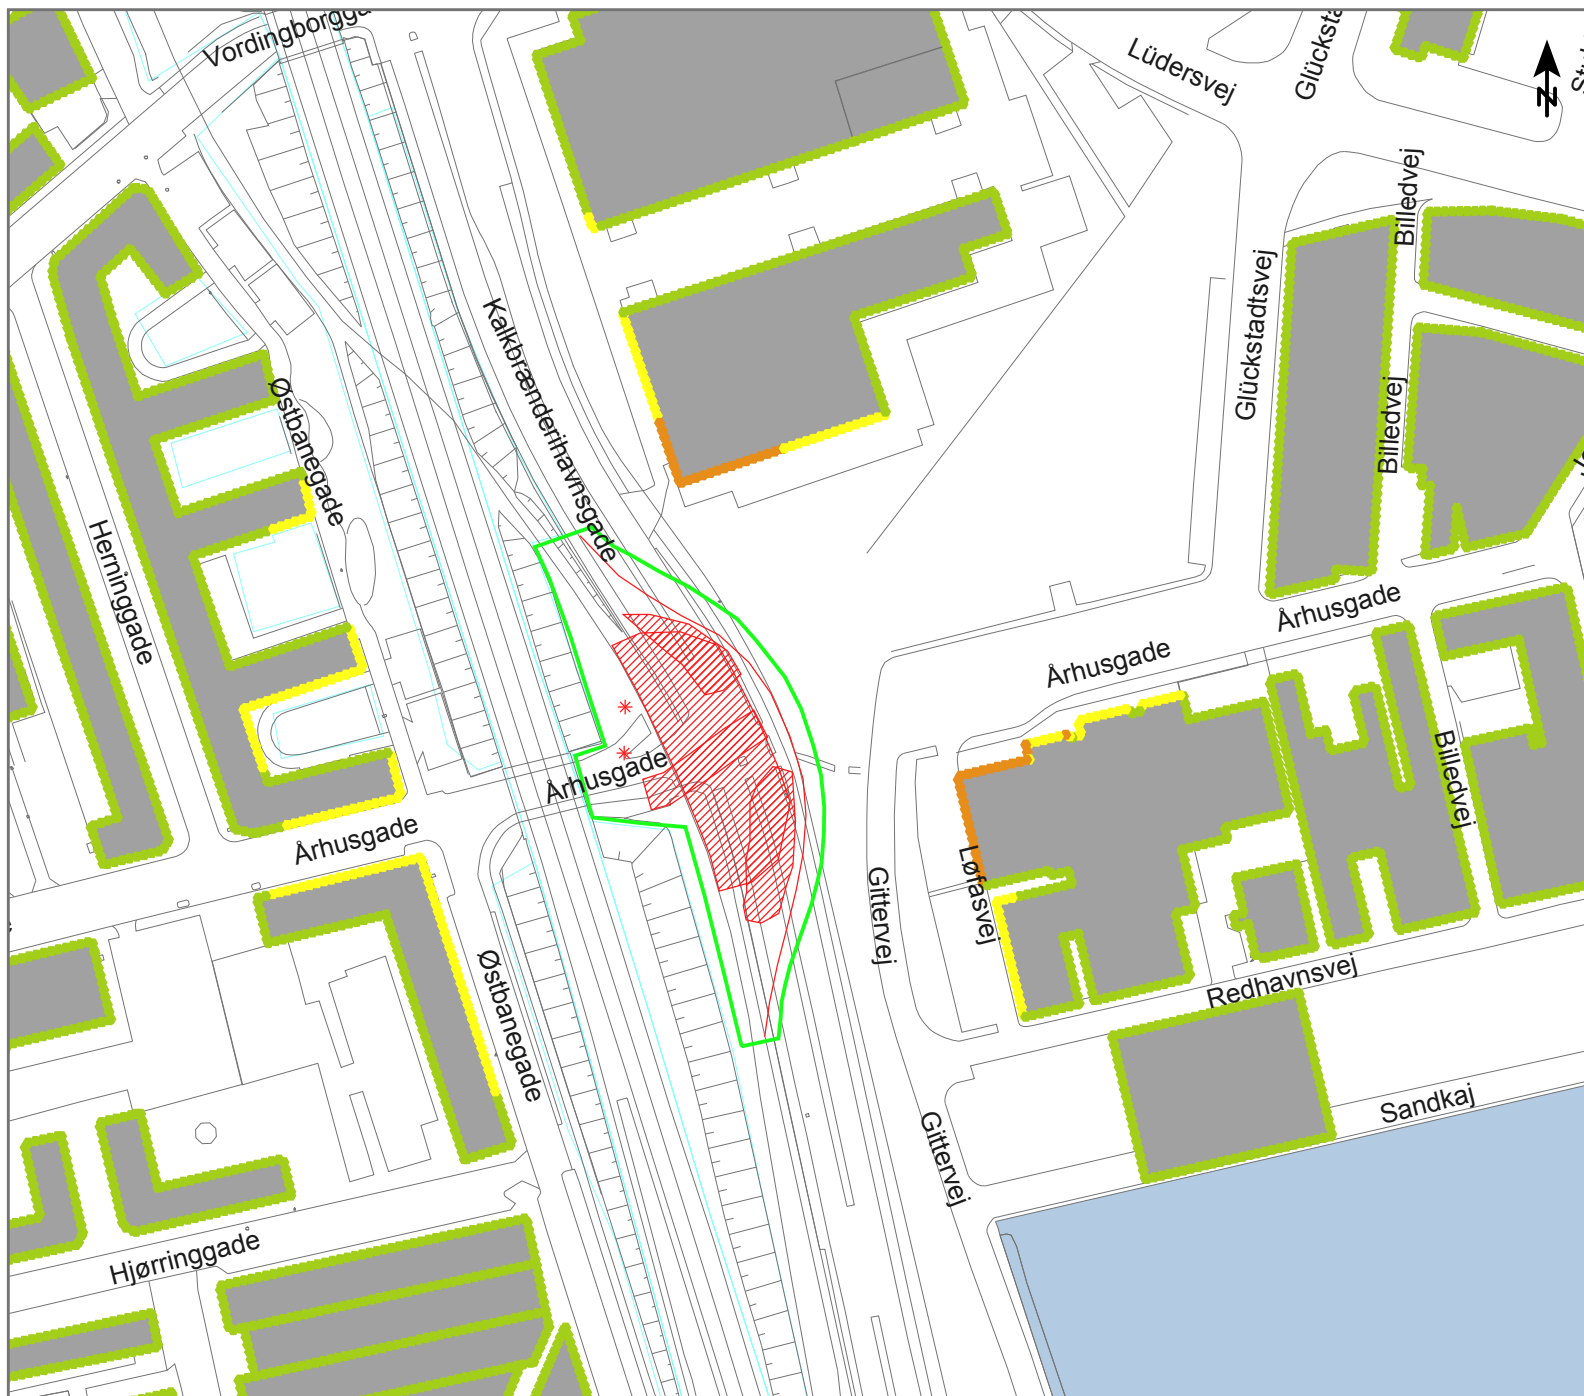 Vordingborgga
Lüdersvej
Glücksta
Billedvej
Glückstadtsvej
Kalkbrænderihavnsgade
Østbanegade
Billedvej
Herninggade
Århusgade
Århusgade
Billedvej
Århusgade
Århusgade
Løfasvej
Gittervej
Østbanegade
Redhavnsvej
Sandkaj
Gittervej
Hjørringgade
N